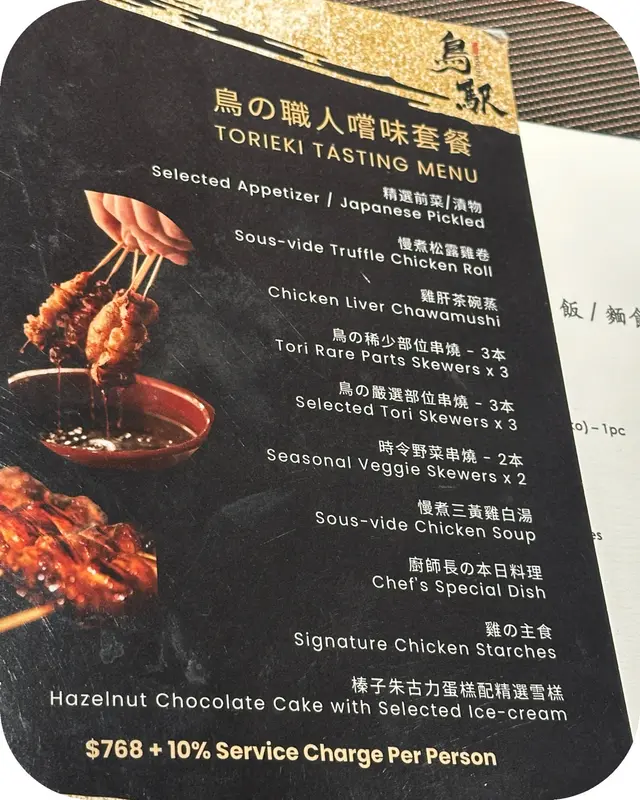 鳥駅
鳥の職人嚐味套餐
TORIEKI TASTING MENU
精選前菜/漬物
Selected Appetizer / Japanese Pickled
慢煮松露雞卷
Sous-vide Truffle Chicken Roll
雞肝茶碗蒸
Chicken Liver Chawamushi
鳥の稀少部位串燒 - 3本
Tori Rare Parts Skewers x 3
鳥の嚴選部位串燒 - 3本
Selected Tori Skewers x 3
時令野菜串燒 - 2本
Seasonal Veggie Skewers x 2
慢煮三黃雞白湯
Sous-vide Chicken Soup
廚師長の本日料理
Chef's Special Dish
雞の主食
Signature Chicken Starches
榛子朱古力蛋糕配精選雪糕
Hazelnut Chocolate Cake with Selected Ice-cream
$768 + 10% Service Charge Per Person
飯 / 麵
- 1pc